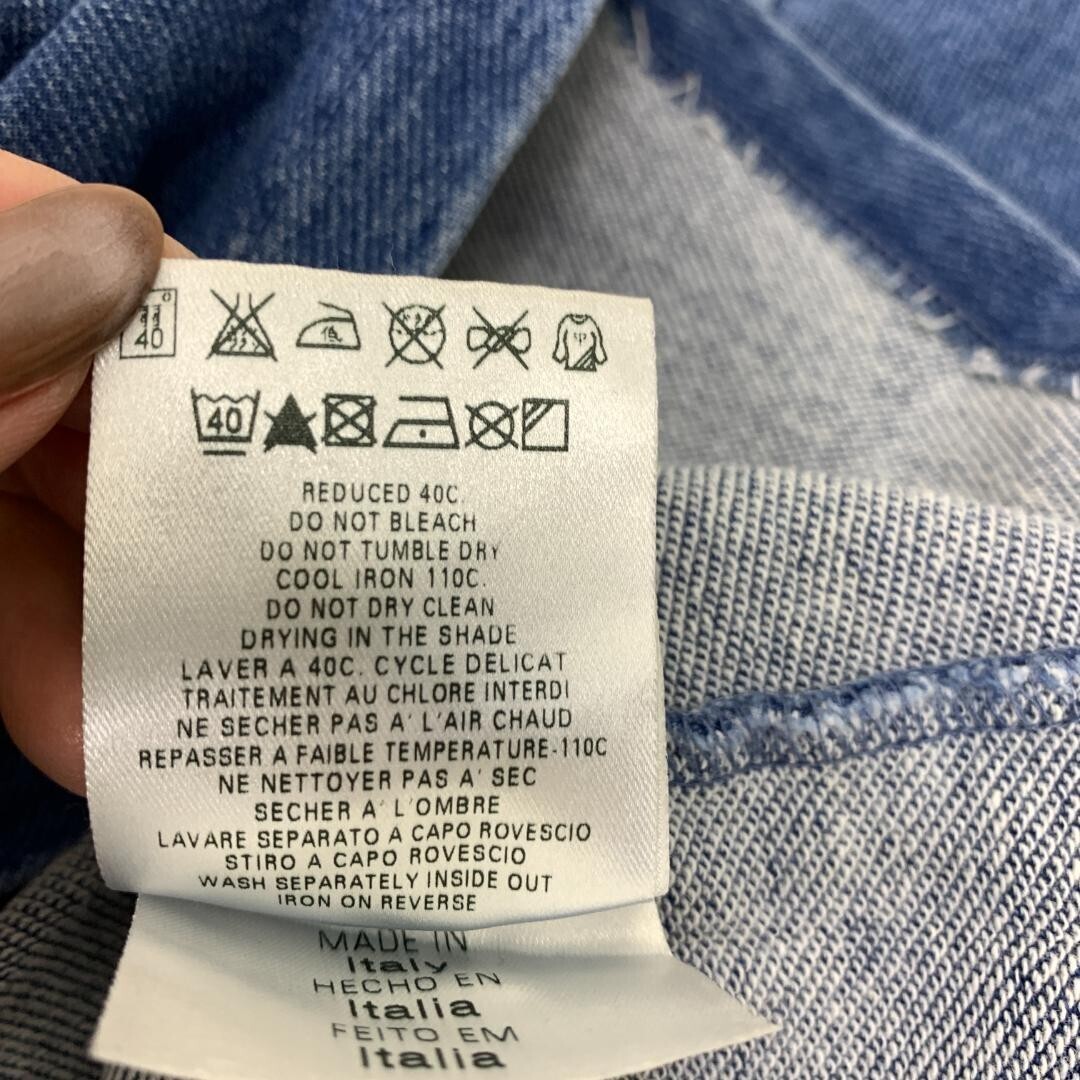 40
低
40
REDUCED 40C.
DO NOT BLEACH
DO NOT TUMBLE DRY
COOL IRON 110C.
DO NOT DRY CLEAN
DRYING IN THE SHADE
LAVER A 40C. CYCLE DELICAT
TRAITEMENT AU CHLORE INTERDI
NE SECHER PAS A' L'AIR CHAUD
REPASSER A FAIBLE TEMPERATURE-110C
NE NETTOYER PAS A' SEC
SECHER A' L'OMBRE
LAVARE SEPARATO A CAPO ROVESCIO
STIRO A CAPO ROVESCIO
WASH SEPARATELY INSIDE OUT
IRON ON REVERSE
MADE IN
Italy
HECHO EN
Italia
FEITO EM
Italia